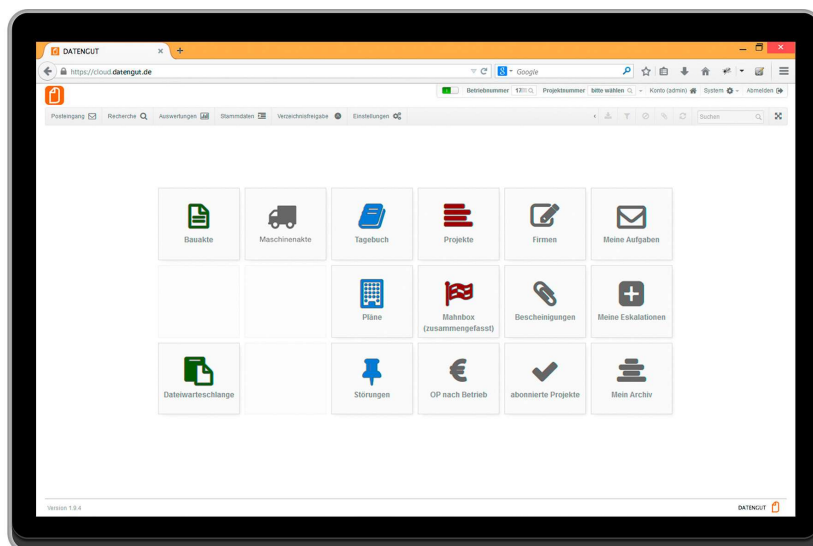 DATENGUT
https://cloud.datengut.de
Google
Betriebnummer Projektnummer bitte wählen Konto (admin) System Abmelden
Posteingang Recherche Auswertungen Stammdaten Verzeichnisfreigabe Einstellungen Suchen
Bauakte Maschinenakte Tagebuch Projekte Firmen Meine Aufgaben
Pläne Mahnbox Bescheinigungen Meine Eskalationen
(zusammengefasst)
Dateiwarteschlange Störungen OP nach Betrieb abonnierte Projekte Mein Archiv
Version 1.9.4 DATENGUT